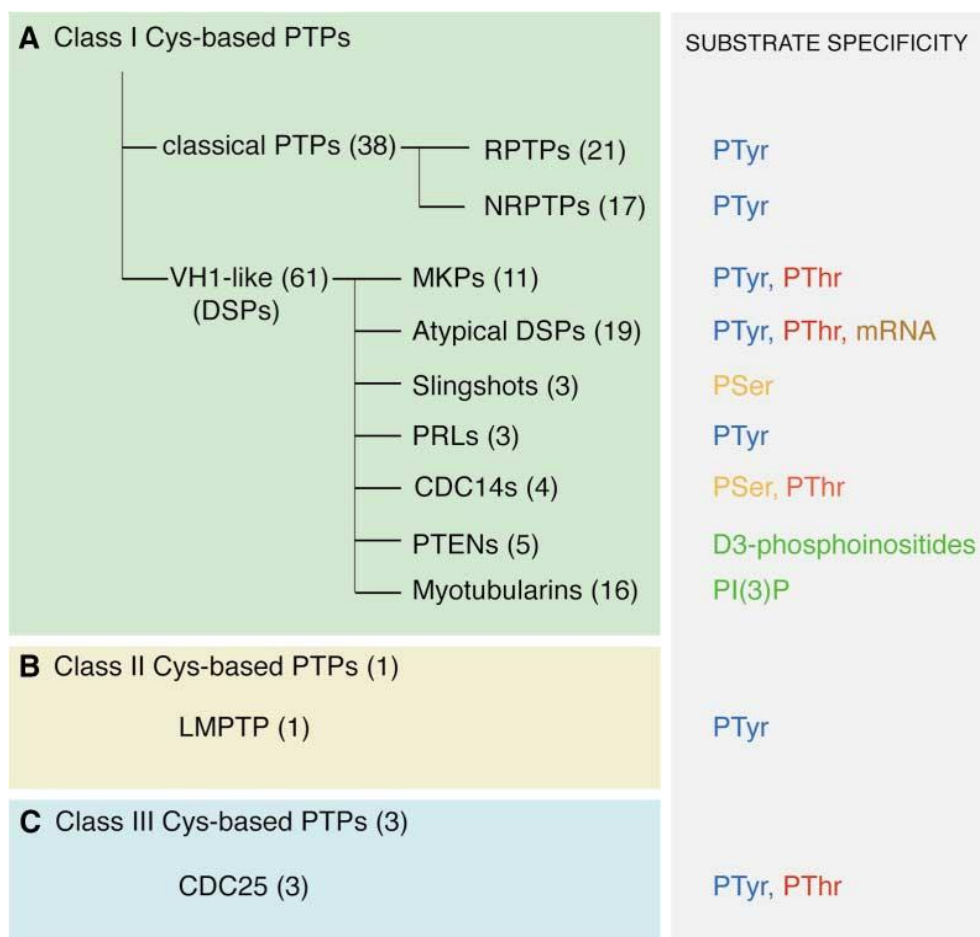 A Class I Cys-based PTPs
SUBSTRATE SPECIFICITY
classical PTPs (38)
RPTPs (21)
PTyr
NRPTPs (17)
PTyr
VH1-like (61)
(DSPs)
MKPs (11)
PTyr, PThr
Atypical DSPs (19)
PTyr, PThr, mRNA
Slingshots (3)
PSer
PRLs (3)
PTyr
CDC14s (4)
PSer, PThr
PTENs (5)
D3-phosphoinositides
Myotubularins (16)
PI(3)P
B Class II Cys-based PTPs (1)
LMPTP (1)
PTyr
C Class III Cys-based PTPs (3)
CDC25 (3)
PTyr, PThr